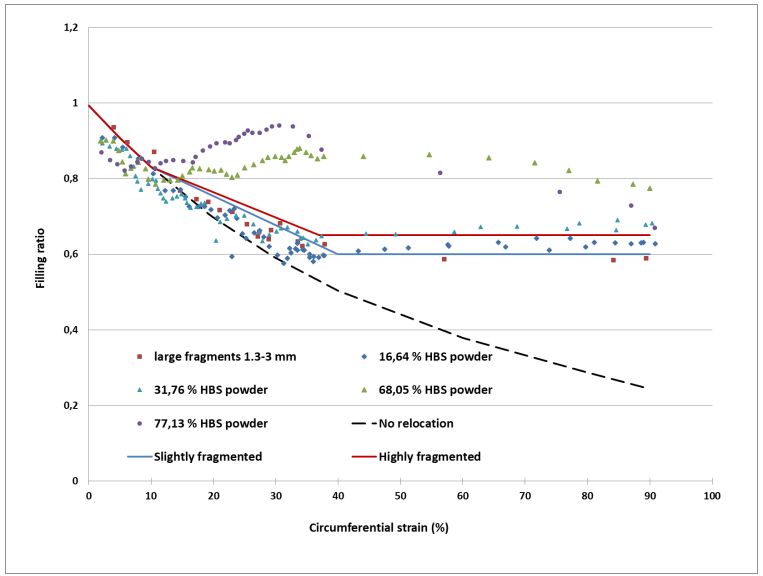 1,2
1
0,8
0,6
0,4
0,2
0
Filling ratio
large fragments 1.3-3 mm
16,64 % HBS powder
31,76 % HBS powder
68,05 % HBS powder
77,13 % HBS powder
No relocation
Slightly fragmented
Highly fragmented
0 10 20 30 40 50 60 70 80 90 100
Circumferential strain (%)